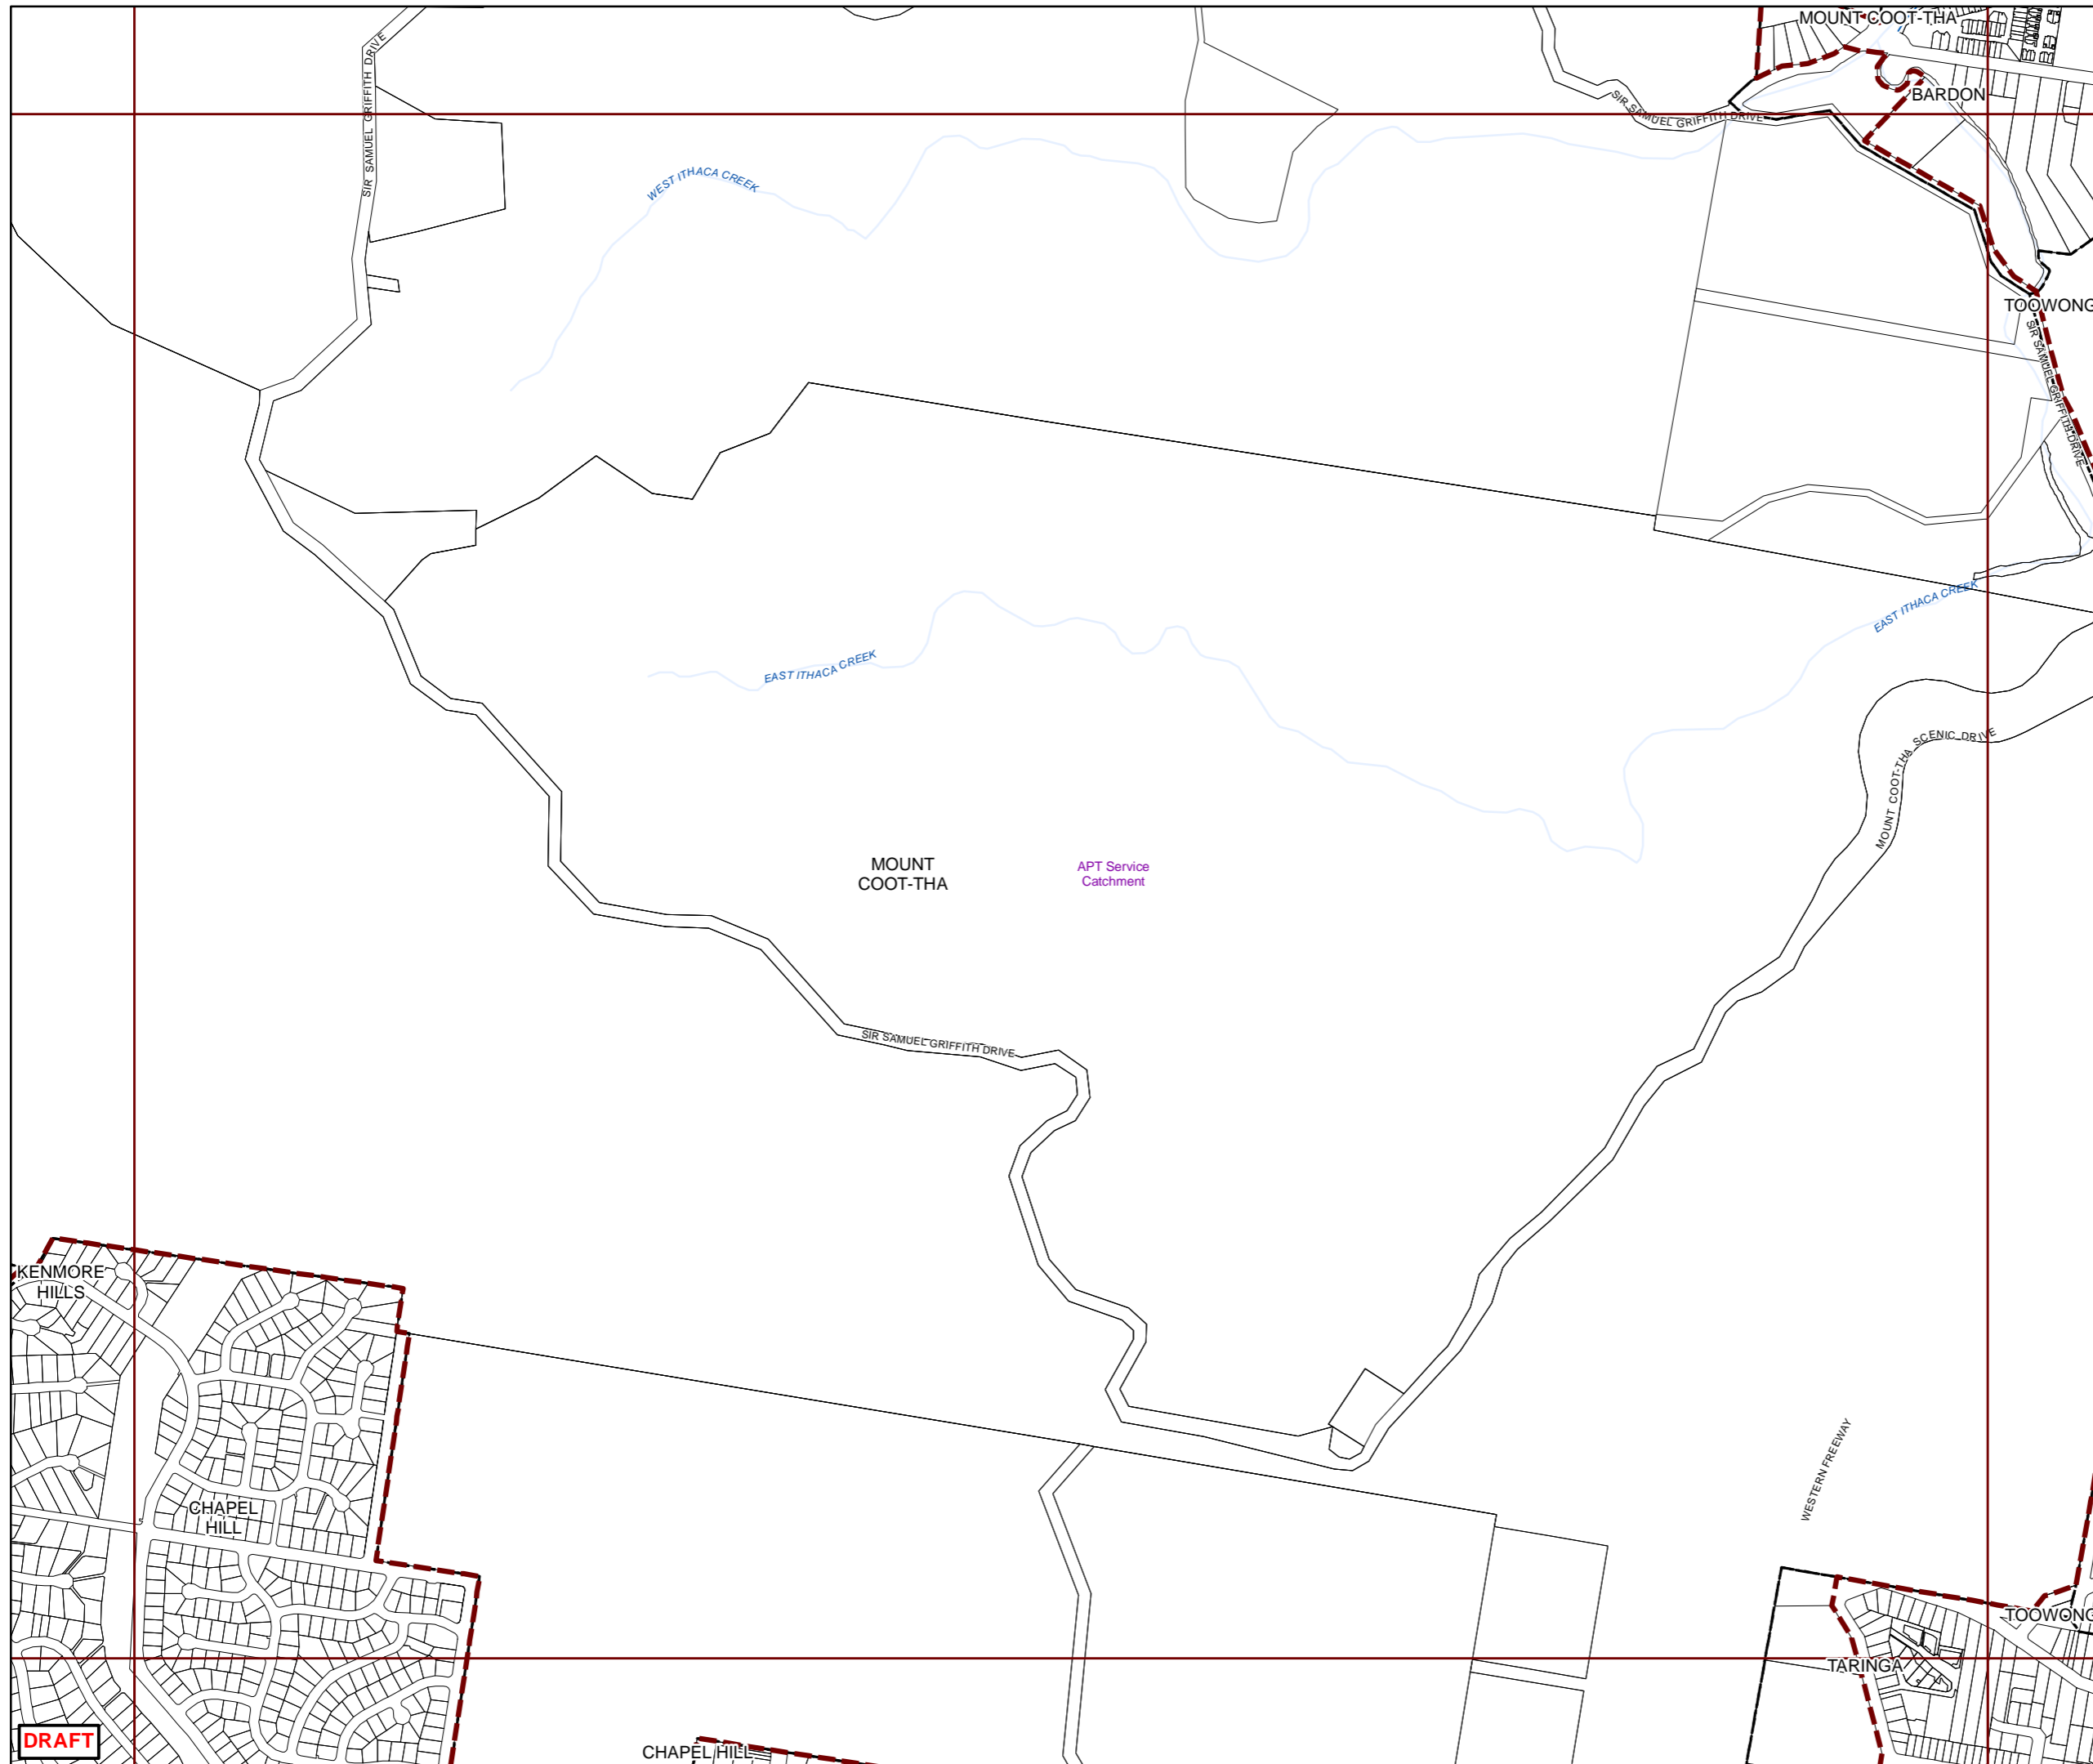 MOUNT COOT-THA
SIR SAMUEL GRIFFITH DRIVE
BARDON
SIR SAMUEL GRIFFITH DRIVE
WEST ITHACA CREEK
TOOWONG
SIR SAMUEL GRIFFITH DRIVE
EAST ITHACA CREEK
EAST ITHACA CREEK
MOUNT COOT-THA SCENIC DRIVE
MOUNT
COOT-THA
APT Service
Catchment
SIR SAMUEL GRIFFITH DRIVE
KENMORE
HILLS
WESTERN FREEWAY
CHAPEL
HILL
TOOWONG
TARINGA
DRAFT
CHAPEL HILL